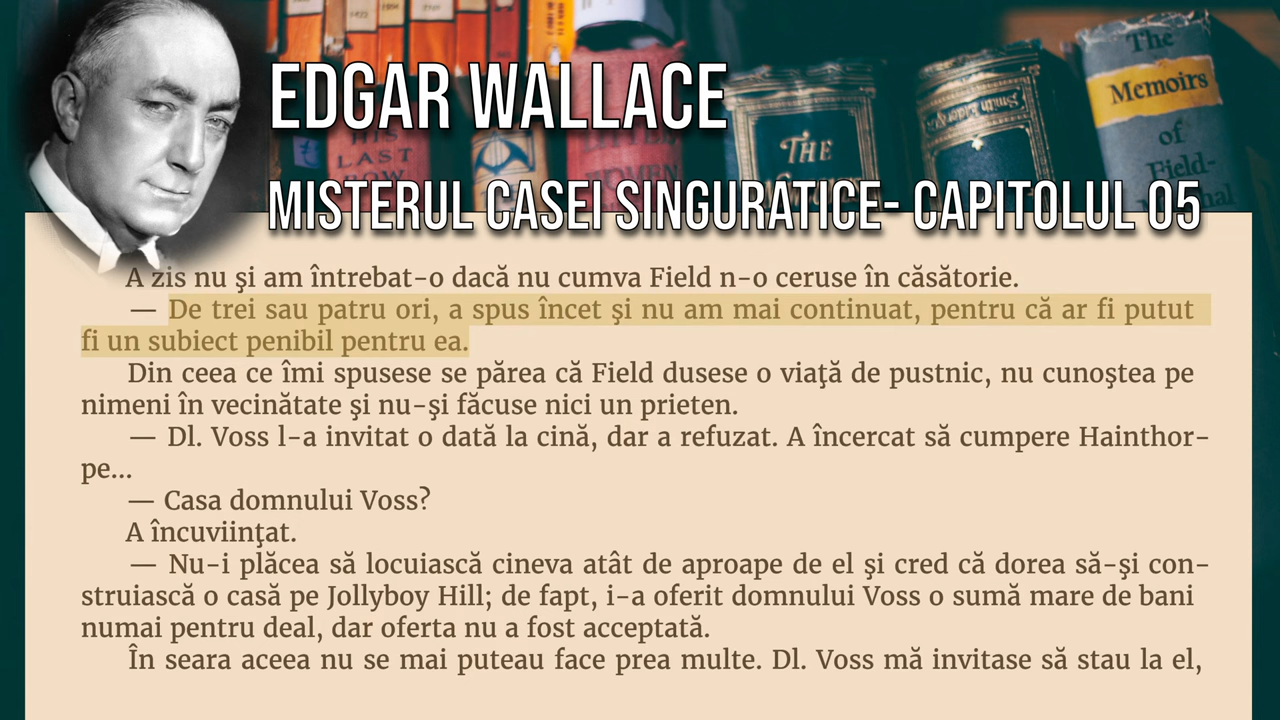 EDGAR WALLACE
MISTERUL CASEI SINGURATICE- CAPITOLUL 05
HIS
LAST
BOW
LITTLE
WOMEN
THE
Smith Elder & Co
The
Memoirs
of
Field-
A zis nu şi am întrebat-o dacă nu cumva Field n-o ceruse în căsătorie.
— De trei sau patru ori, a spus încet şi nu am mai continuat, pentru că ar fi putut
fi un subiect penibil pentru ea.
Din ceea ce îmi spusese se părea că Field dusese o viaţă de pustnic, nu cunoştea pe
nimeni în vecinătate şi nu-şi făcuse nici un prieten.
— Dl. Voss l-a invitat o dată la cină, dar a refuzat. A încercat să cumpere Hainthor-
pe...
— Casa domnului Voss?
A încuviinţat.
— Nu-i plăcea să locuiască cineva atât de aproape de el şi cred că dorea să-şi con-
struiască o casă pe Jollyboy Hill; de fapt, i-a oferit domnului Voss o sumă mare de bani
numai pentru deal, dar oferta nu a fost acceptată.
În seara aceea nu se mai puteau face prea multe. Dl. Voss mă invitase să stau la el,